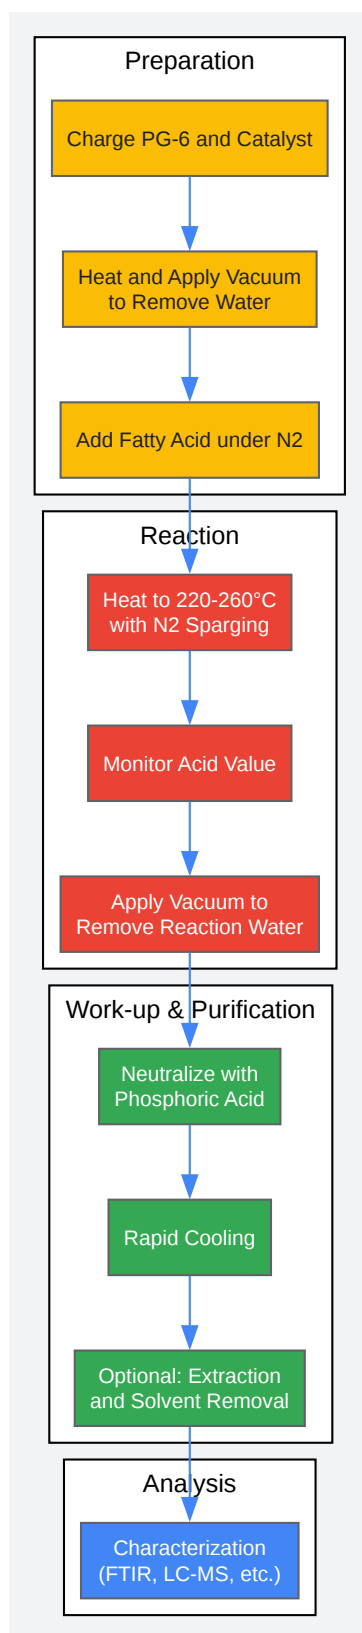 Preparation
Charge PG-6 and Catalyst
Heat and Apply Vacuum
to Remove Water
Add Fatty Acid under N2
Reaction
Heat to 220-260°C
with N2 Sparging
Monitor Acid Value
Apply Vacuum to
Remove Reaction Water
Work-up & Purification
Neutralize with
Phosphoric Acid
Rapid Cooling
Optional: Extraction
and Solvent Removal
Analysis
Characterization
(FTIR, LC-MS, etc.)